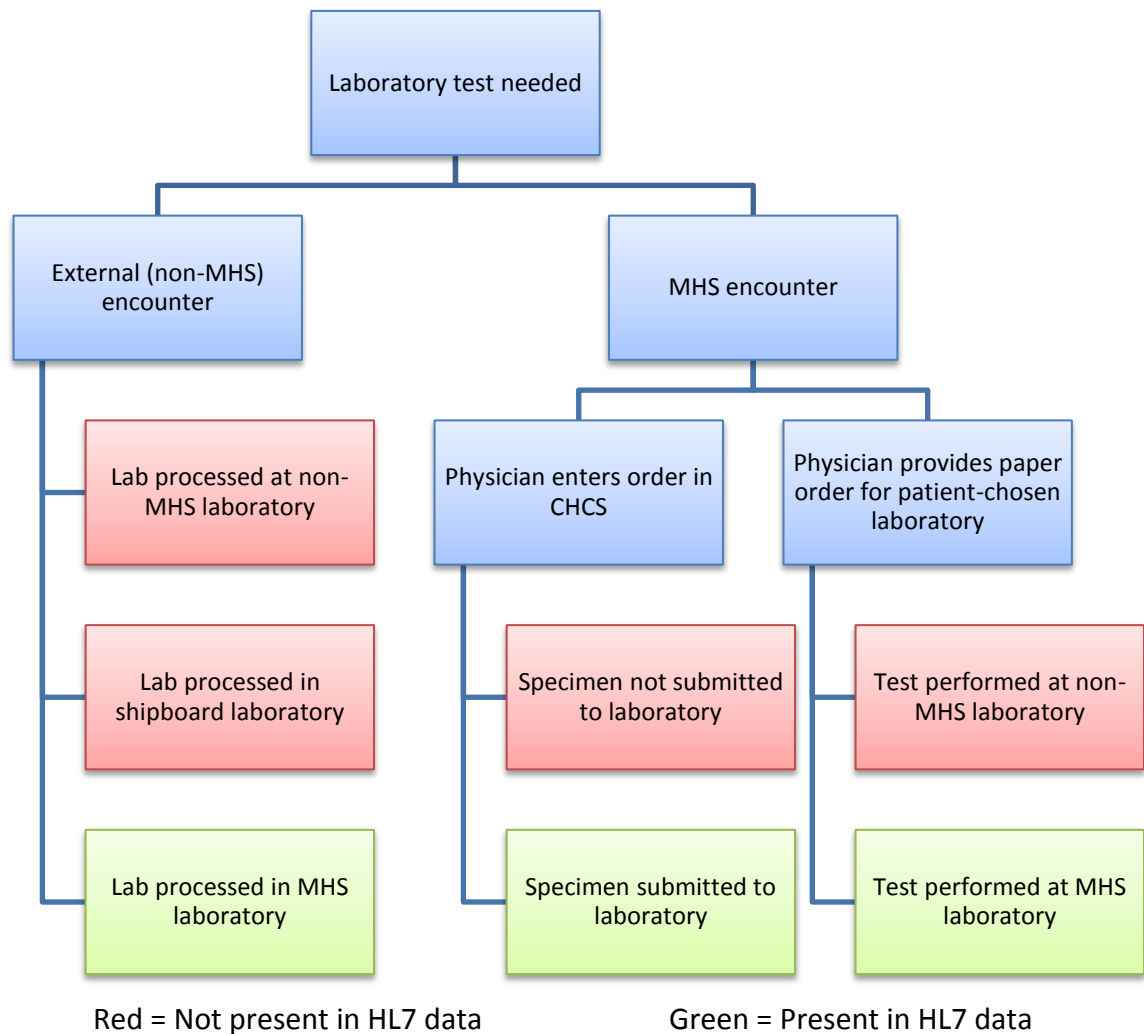 Laboratory test needed
External (non-MHS)
encounter
MHS encounter
Lab processed at non-
MHS laboratory
Lab processed in
shipboard laboratory
Lab processed in MHS
laboratory
Physician enters order in
CHCS
Specimen not submitted
to laboratory
Specimen submitted to
laboratory
Physician provides paper
order for patient-chosen
laboratory
Test performed at non-
MHS laboratory
Test performed at MHS
laboratory
Red = Not present in HL7 data
Green = Present in HL7 data